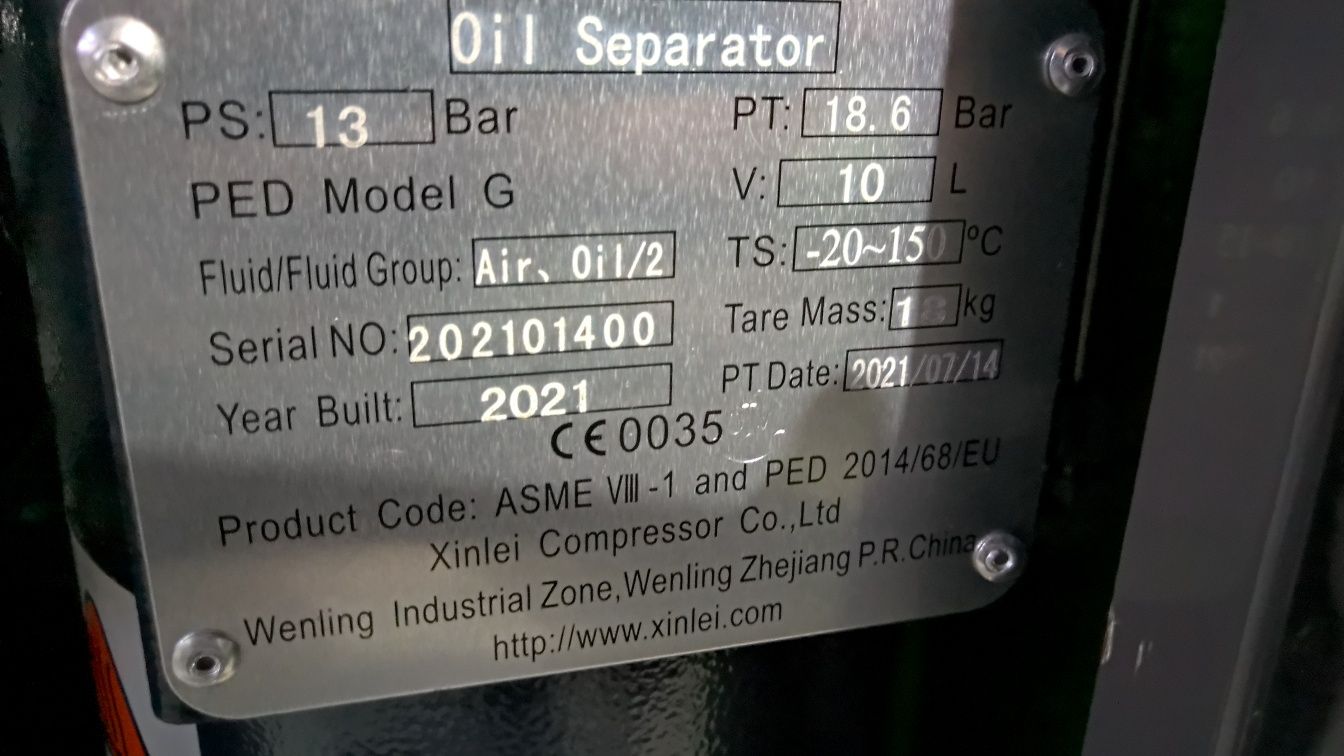 Oil Separator
PS: 13 Bar
PT: 18.6 Bar
PED Model G
V: 10 L
Fluid/Fluid Group: Air、Oil/2
TS: -20~150 ºC
Serial NO: 202101400
Tare Mass: kg
Year Built: 2021
PT Date: 2021/07/14
CE0035
Product Code: ASME Ⅷ-1 and PED 2014/68/EU
Xinlei Compressor Co.,Ltd
Wenling Industrial Zone,Wenling Zhejiang P.R.China
http://www.xinlei.com